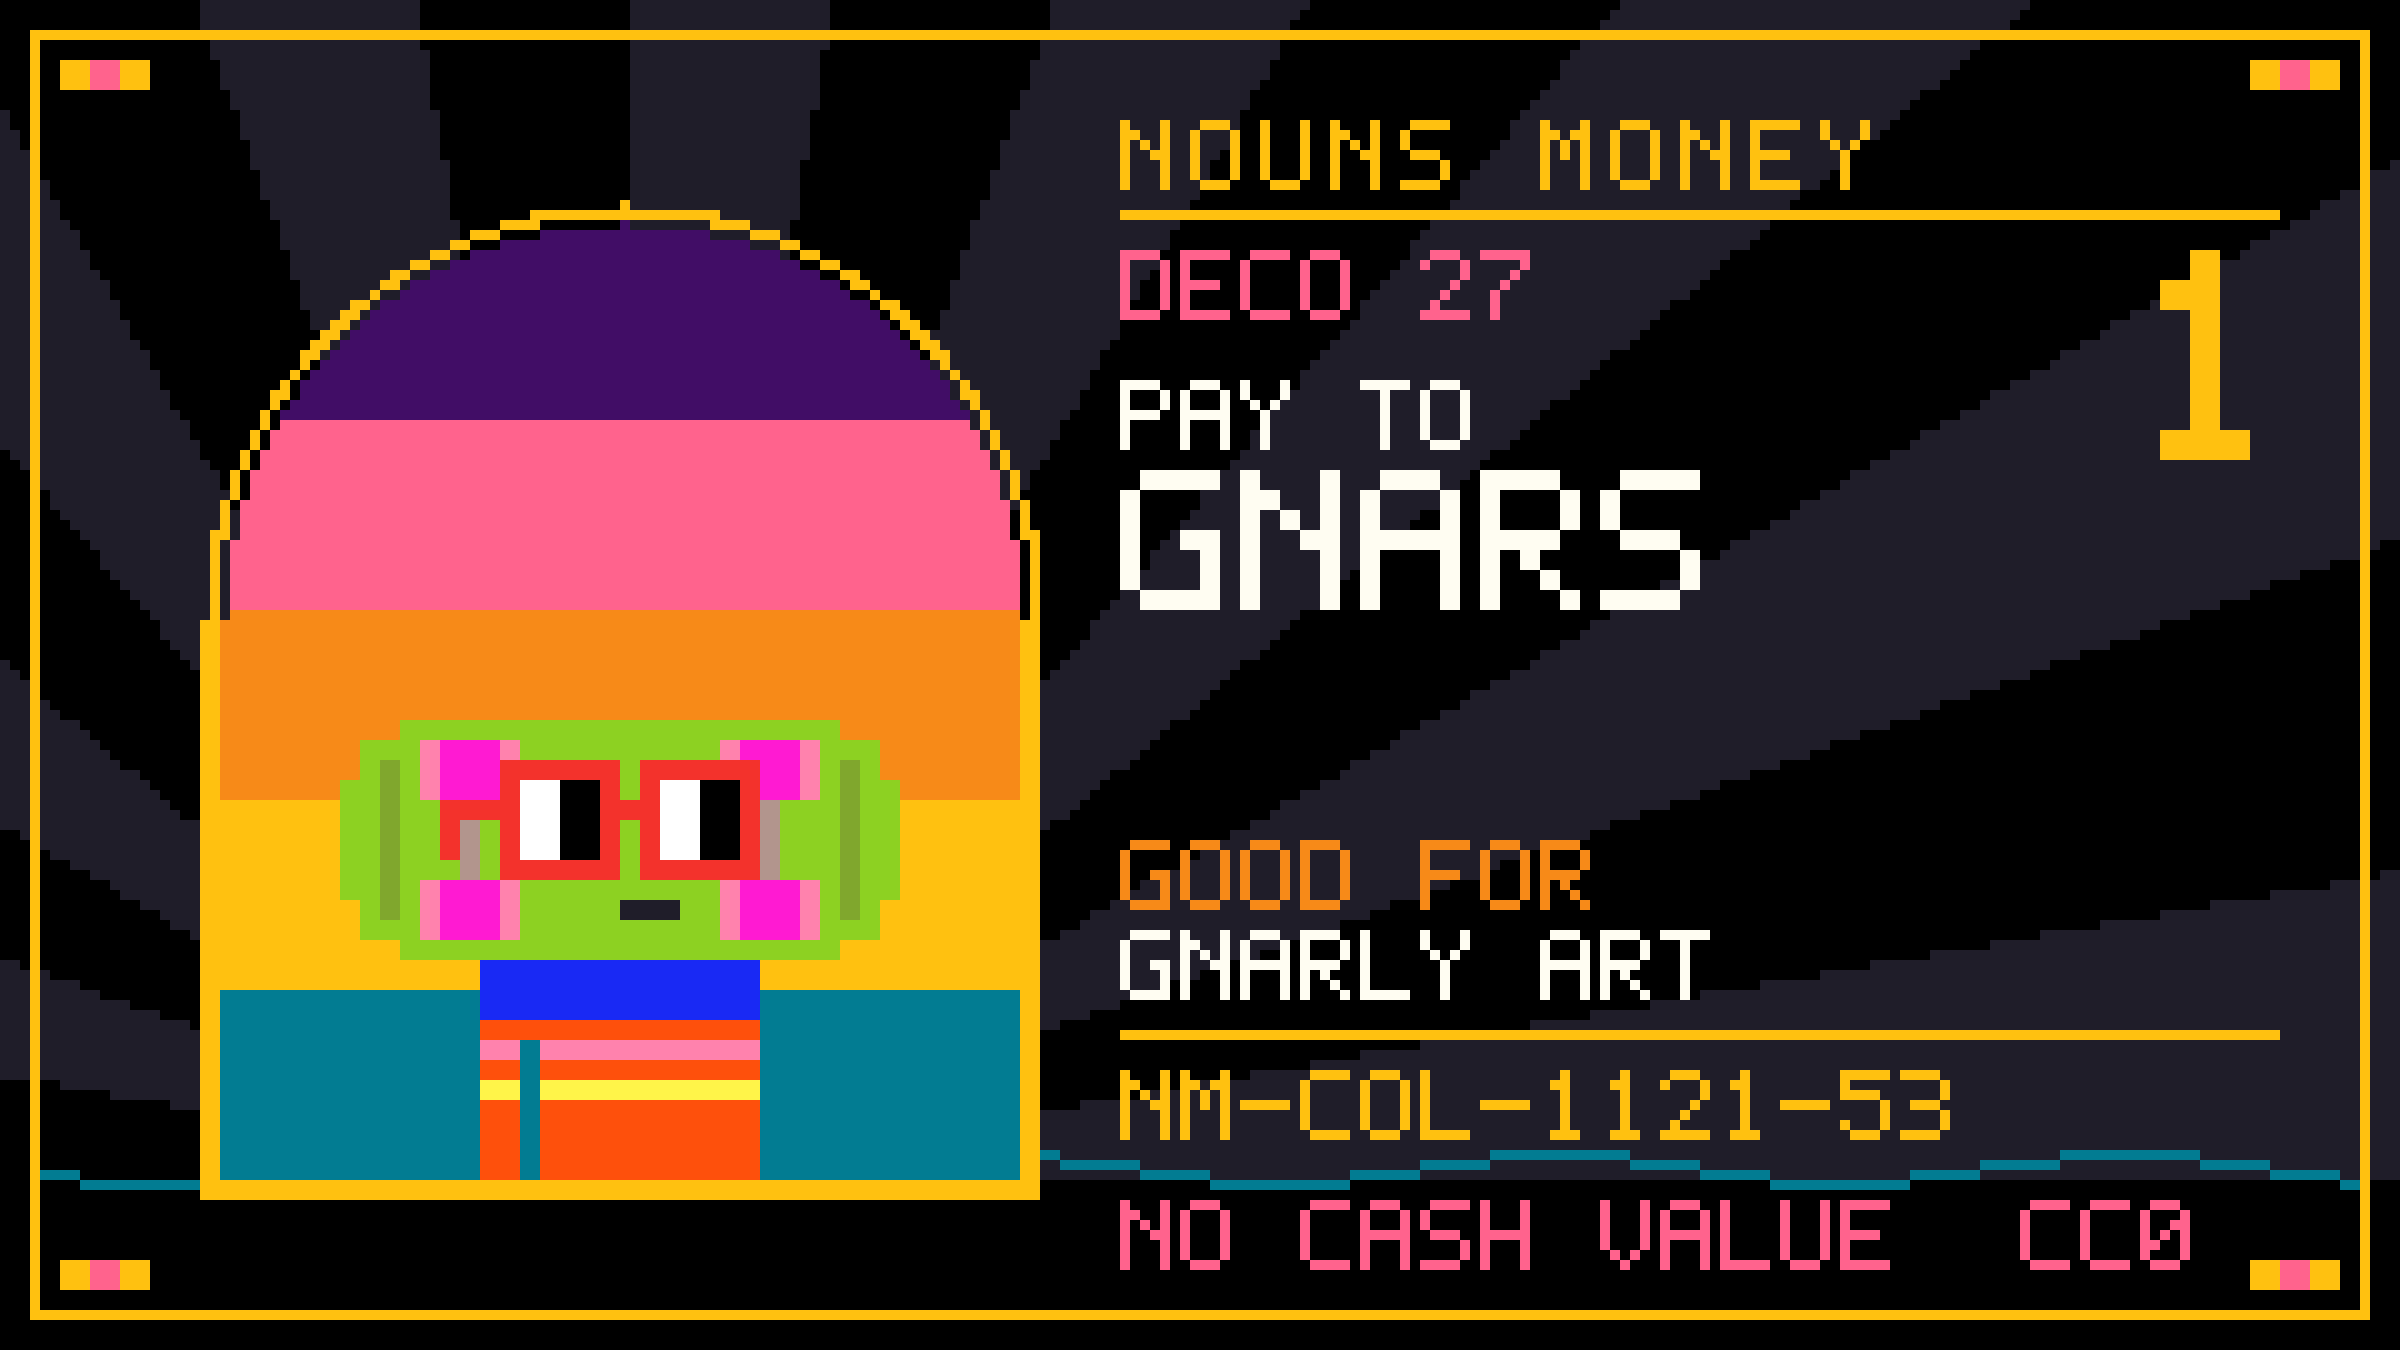 NOUNS MONEY
DECO 27
1
PAY TO
GNARS
GOOD FOR
GNARLY ART
NM-COL-1121-53
NO CASH VALUE CC0